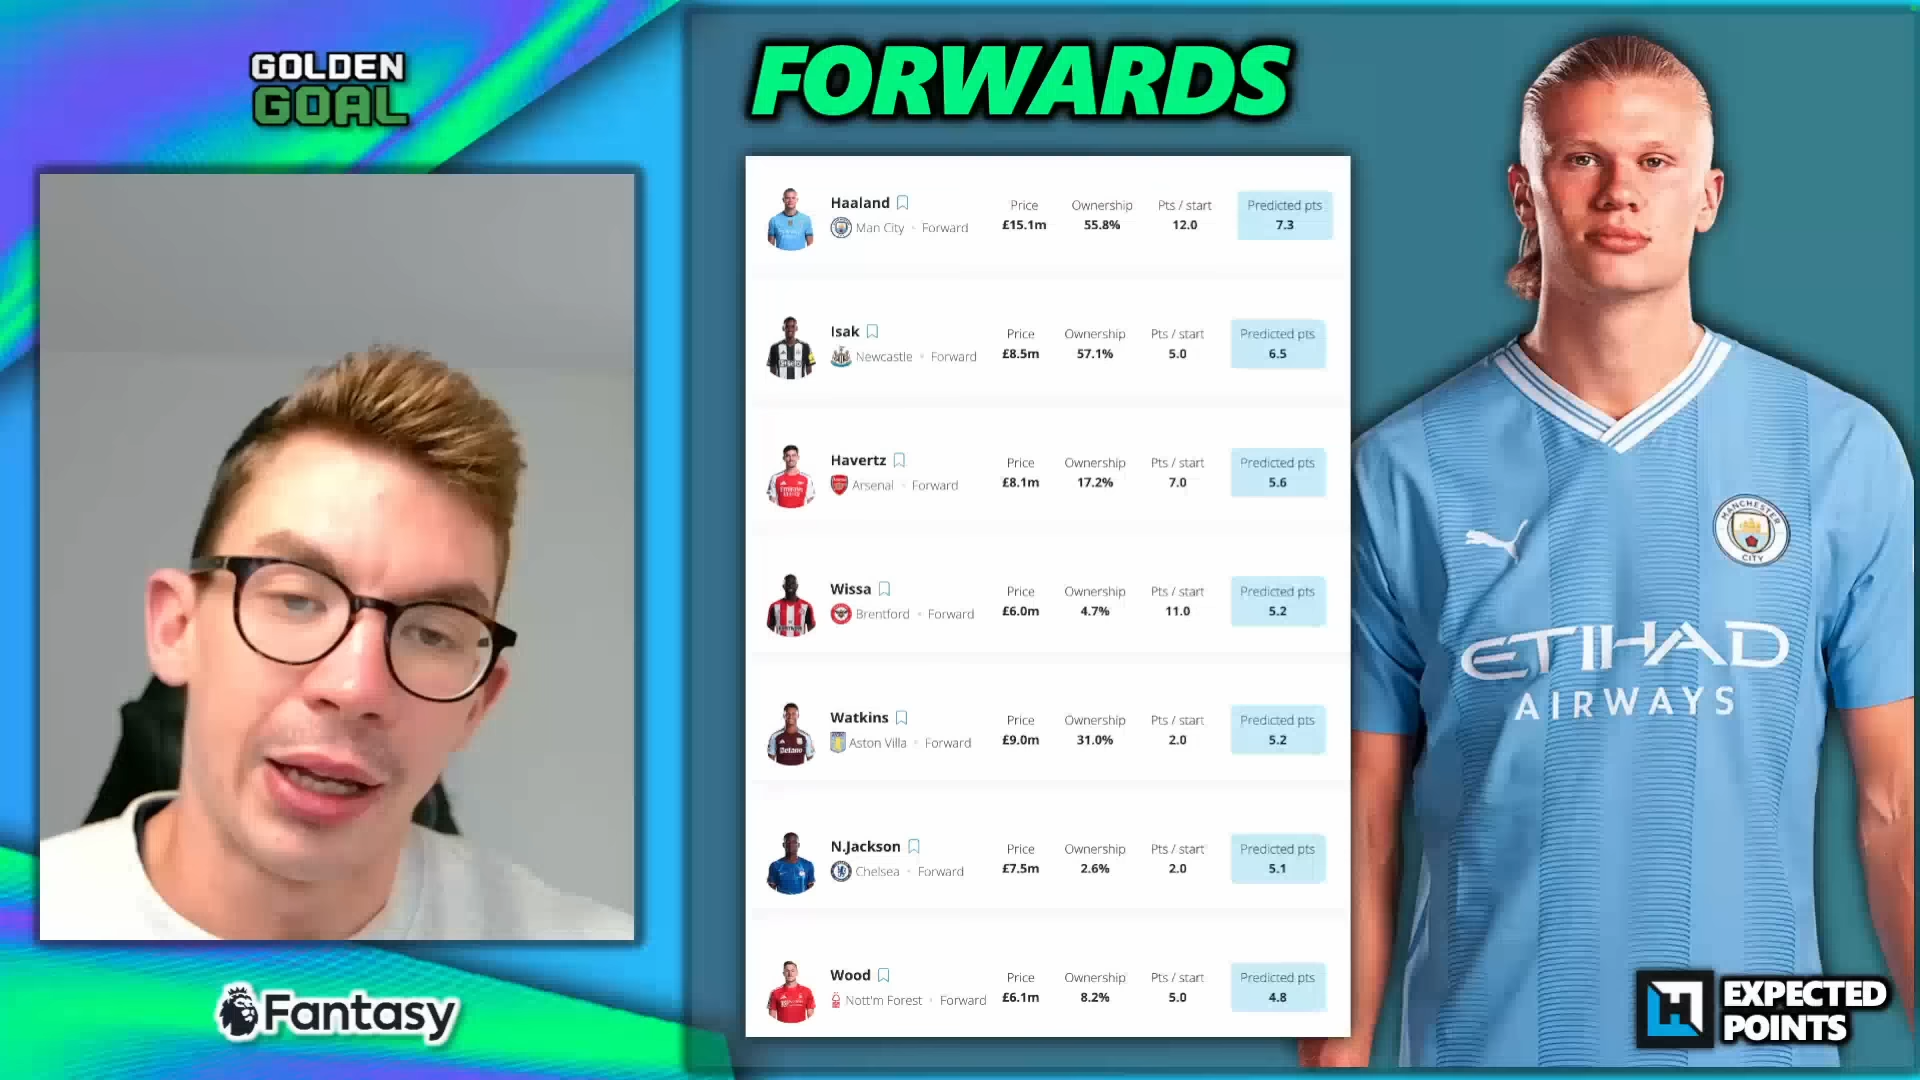 GOLDEN
GOAL
FORWARDS
Haaland
Man City • Forward
Price
£15.1m
Ownership
55.8%
Pts / start
12.0
Predicted pts
7.3
Isak
Newcastle • Forward
Price
£8.5m
Ownership
57.1%
Pts / start
5.0
Predicted pts
6.5
Havertz
Arsenal • Forward
Price
£8.1m
Ownership
17.2%
Pts / start
7.0
Predicted pts
5.6
Wissa
Brentford • Forward
Price
£6.0m
Ownership
4.7%
Pts / start
11.0
Predicted pts
5.2
Watkins
Aston Villa • Forward
Price
£9.0m
Ownership
31.0%
Pts / start
2.0
Predicted pts
5.2
N.Jackson
Chelsea • Forward
Price
£7.5m
Ownership
2.6%
Pts / start
2.0
Predicted pts
5.1
Wood
Nott'm Forest • Forward
Price
£6.1m
Ownership
8.2%
Pts / start
5.0
Predicted pts
4.8
MANCHESTER
CITY
ETIHAD
AIRWAYS
Fantasy
EXPECTED
POINTS